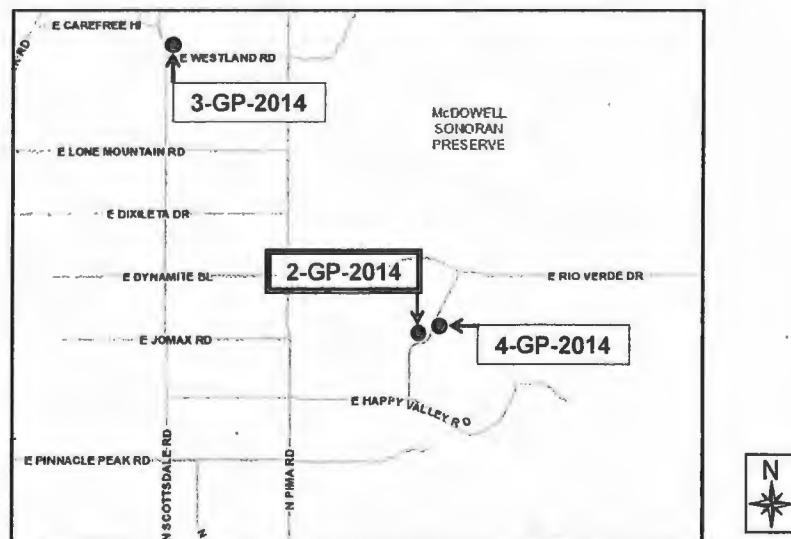 E CAREFREE HI
E WESTLAND RD
3-GP-2014
McDOWELL
SONORAN
PRESERVE
E LONE MOUNTAIN RD
E DIXILETA DR
E DYNAMITE BL
2-GP-2014
E RIO VERDE DR
E JOMAX RD
4-GP-2014
E HAPPY VALLEY RD
E PINNACLE PEAK RD
N SCOTTSDALE RD
N PIMA RD
N
N